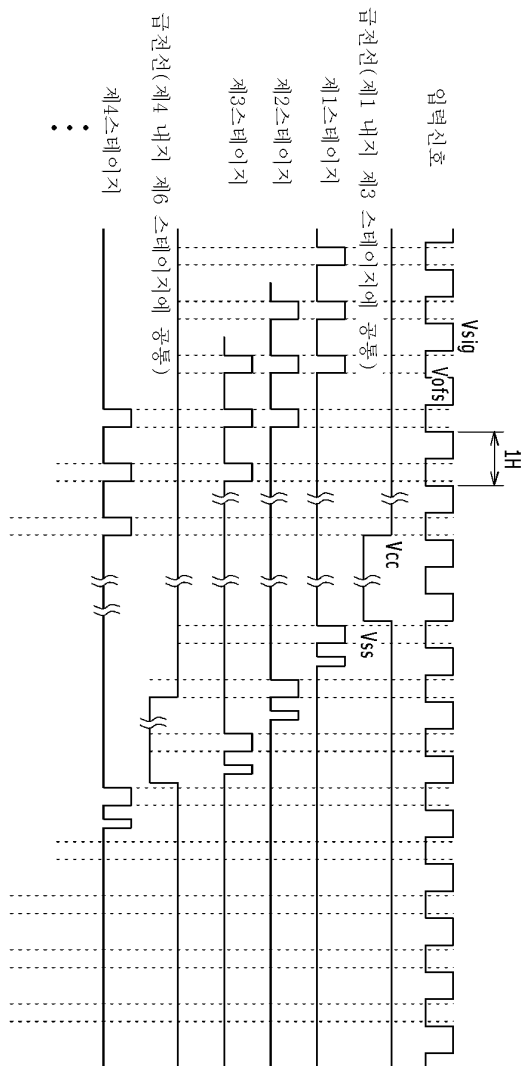 1H
Vsig
Vofs
입력신호
Vcc
Vss
급전선(제1 내지 제3 스테이지에 공통)
제1스테이지
제2스테이지
제3스테이지
급전선(제4 내지 제6 스테이지에 공통)
제4스테이지